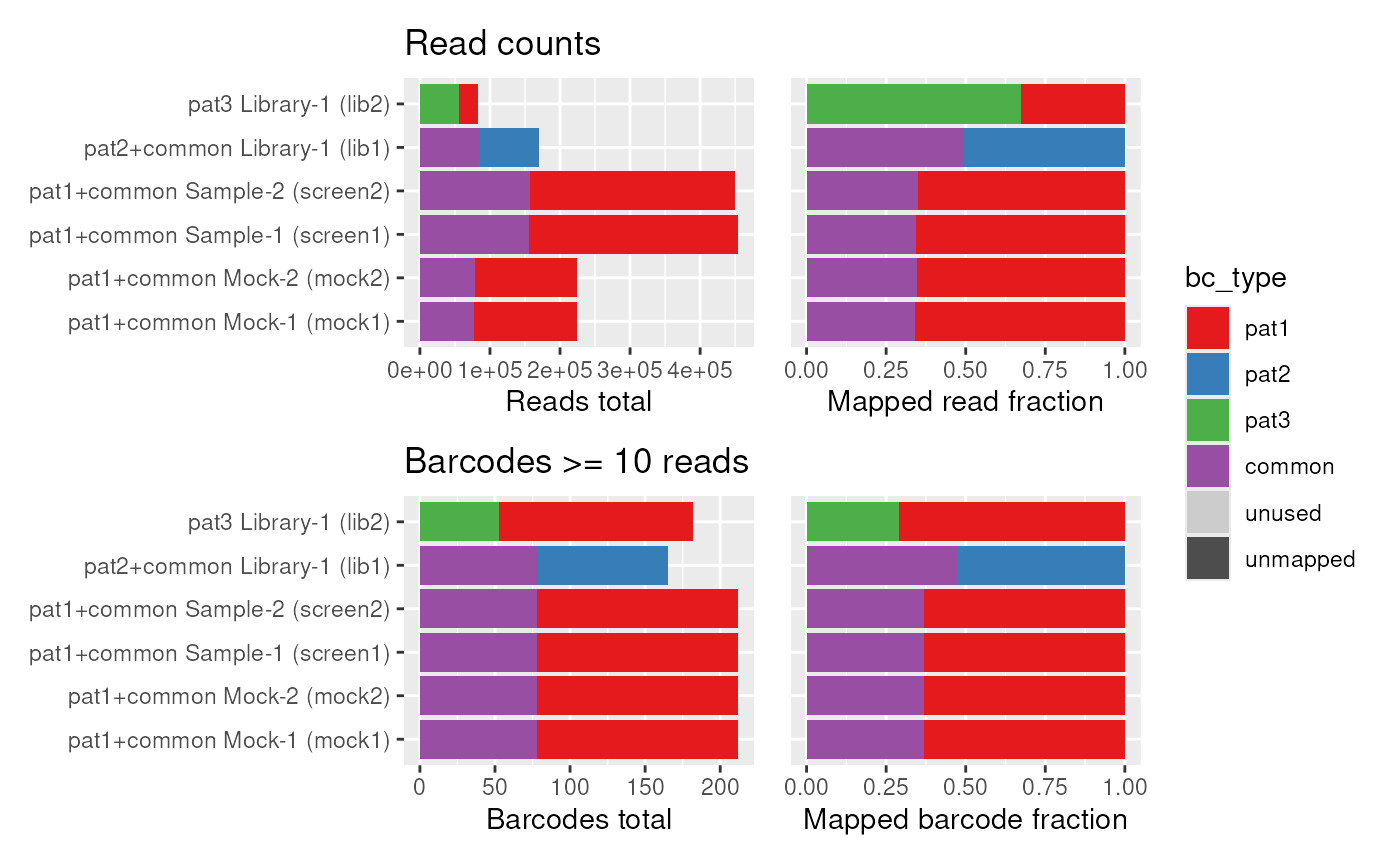 Read counts
pat3 Library-1 (lib2)
pat2+common Library-1 (lib1)
pat1+common Sample-2 (screen2)
pat1+common Sample-1 (screen1)
pat1+common Mock-2 (mock2)
pat1+common Mock-1 (mock1)
0e+00 1e+05 2e+05 3e+05 4e+05
Reads total
0.00 0.25 0.50 0.75 1.00
Mapped read fraction
Barcodes >= 10 reads
pat3 Library-1 (lib2)
pat2+common Library-1 (lib1)
pat1+common Sample-2 (screen2)
pat1+common Sample-1 (screen1)
pat1+common Mock-2 (mock2)
pat1+common Mock-1 (mock1)
0 50 100 150 200
Barcodes total
0.00 0.25 0.50 0.75 1.00
Mapped barcode fraction
bc_type
pat1
pat2
pat3
common
unused
unmapped